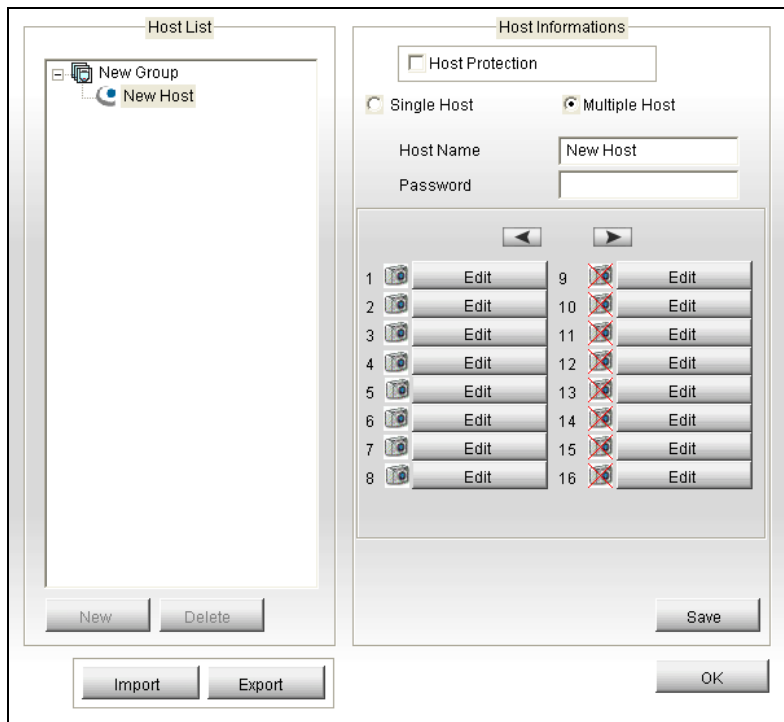 Host List
New Group
New Host
New
Delete
Import
Export
Host Informations
Host Protection
Single Host
Multiple Host
Host Name
New Host
Password
1 Edit
9 Edit
2 Edit
10 Edit
3 Edit
11 Edit
4 Edit
12 Edit
5 Edit
13 Edit
6 Edit
14 Edit
7 Edit
15 Edit
8 Edit
16 Edit
Save
OK